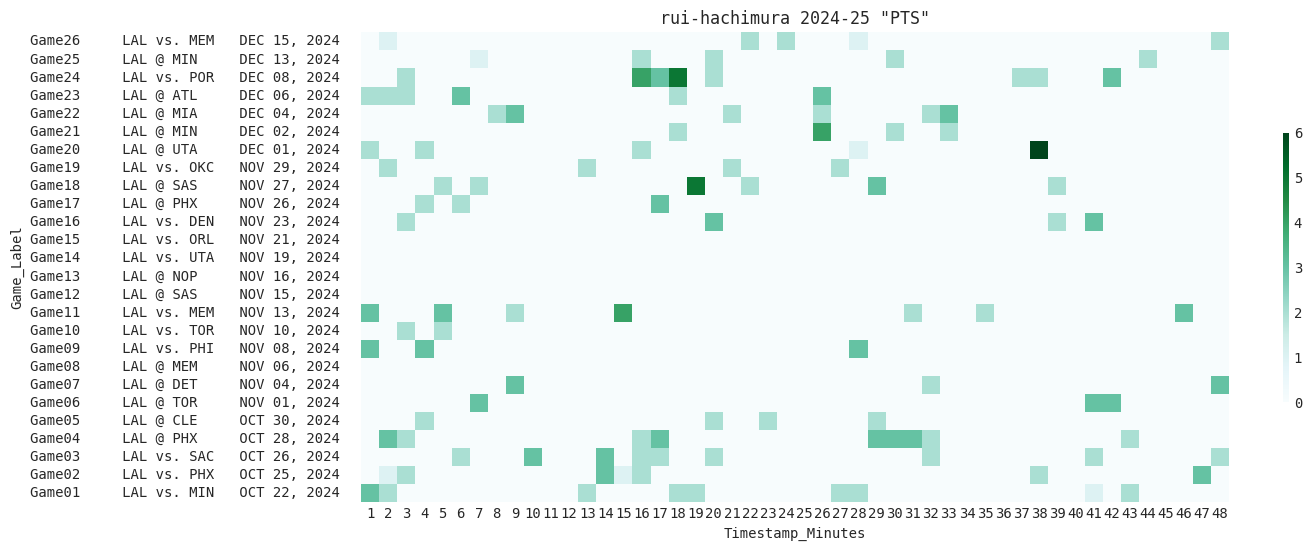 rui-hachimura 2024-25 "PTS"
Game26 LAL vs. MEM DEC 15, 2024
Game25 LAL @ MIN DEC 13, 2024
Game24 LAL vs. POR DEC 08, 2024
Game23 LAL @ ATL DEC 06, 2024
Game22 LAL @ MIA DEC 04, 2024
Game21 LAL @ MIN DEC 02, 2024
Game20 LAL @ UTA DEC 01, 2024
Game19 LAL vs. OKC NOV 29, 2024
Game18 LAL @ SAS NOV 27, 2024
Game17 LAL @ PHX NOV 26, 2024
Game16 LAL vs. DEN NOV 23, 2024
Game15 LAL vs. ORL NOV 21, 2024
Game14 LAL vs. UTA NOV 19, 2024
Game13 LAL @ NOP NOV 16, 2024
Game12 LAL @ SAS NOV 15, 2024
Game11 LAL vs. MEM NOV 13, 2024
Game10 LAL vs. TOR NOV 10, 2024
Game09 LAL vs. PHI NOV 08, 2024
Game08 LAL @ MEM NOV 06, 2024
Game07 LAL @ DET NOV 04, 2024
Game06 LAL @ TOR NOV 01, 2024
Game05 LAL @ CLE OCT 30, 2024
Game04 LAL @ PHX OCT 28, 2024
Game03 LAL vs. SAC OCT 26, 2024
Game02 LAL vs. PHX OCT 25, 2024
Game01 LAL vs. MIN OCT 22, 2024
Game_Label
1 2 3 4 5 6 7 8 9 10 11 12 13 14 15 16 17 18 19 20 21 22 23 24 25 26 27 28 29 30 31 32 33 34 35 36 37 38 39 40 41 42 43 44 45 46 47 48
Timestamp_Minutes
6
5
4
3
2
1
0